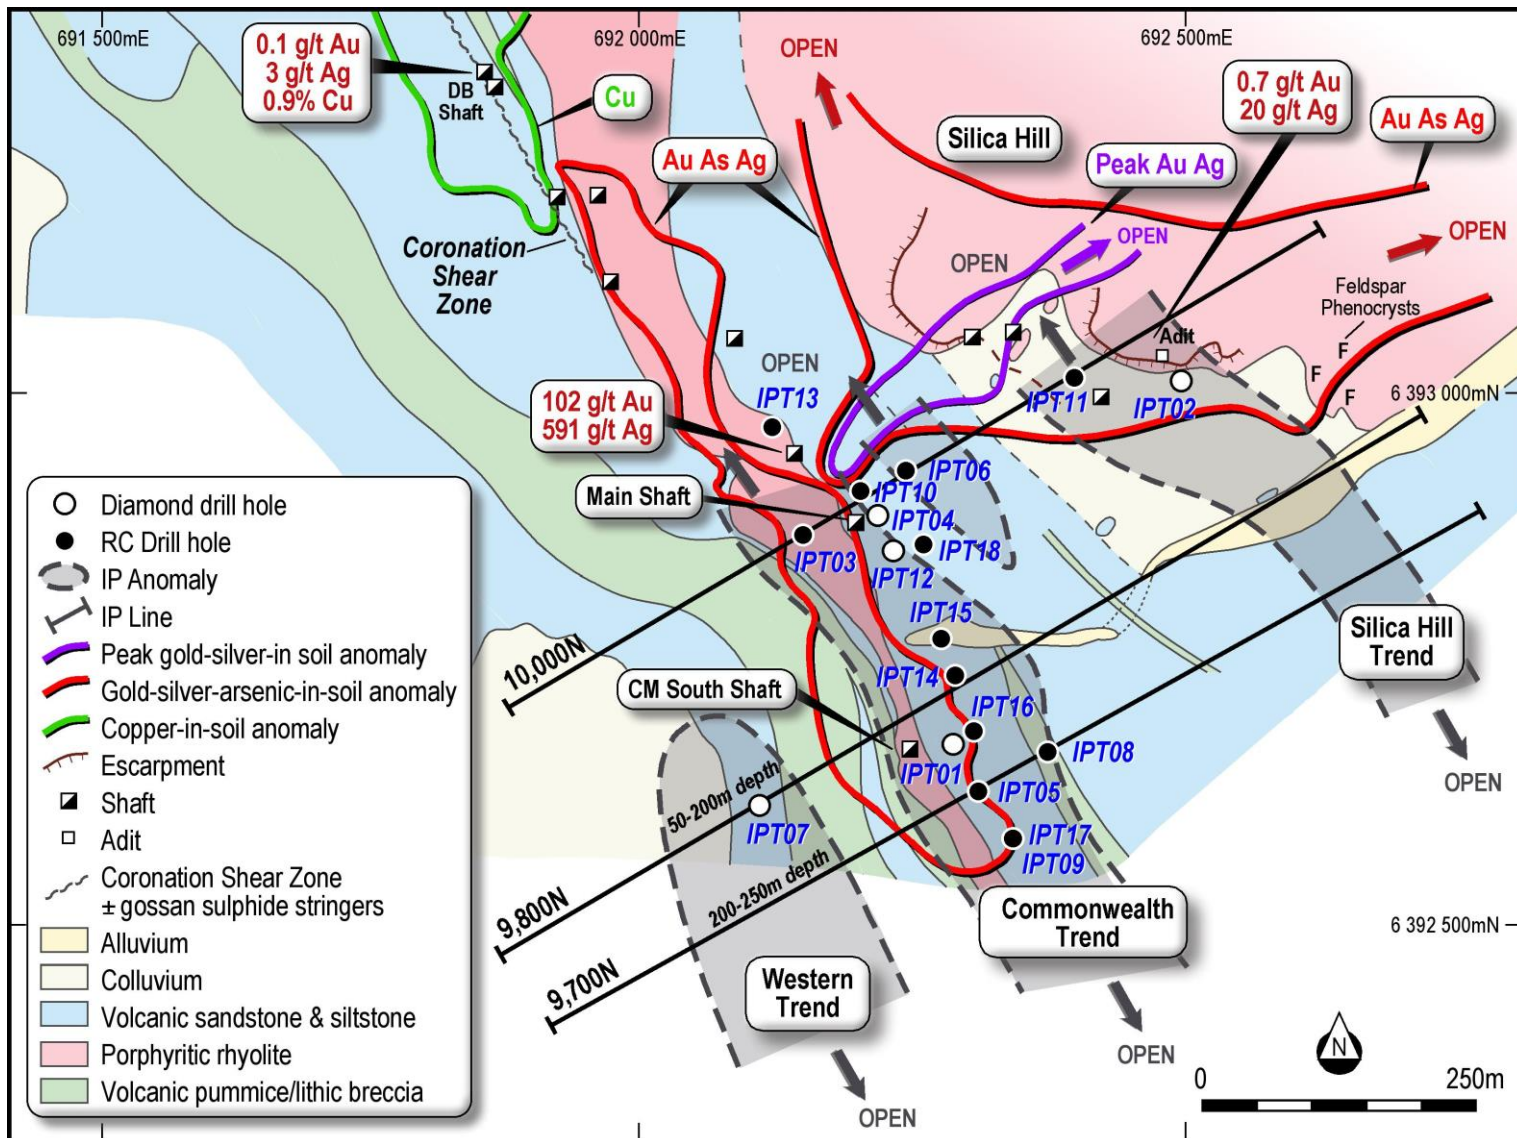 691 500mE
692 000mE
692 500mE
0.1 g/t Au
3 g/t Ag
0.9% Cu
DB
Shaft
Cu
OPEN
Silica Hill
0.7 g/t Au
20 g/t Ag
Au As Ag
Au As Ag
Peak Au Ag
Coronation
Shear
Zone
OPEN
OPEN
OPEN
Feldspar
Phenocrysts
F
F
F
Adit
OPEN
IPT13
IPT11
IPT02
6 393 000mN
102 g/t Au
591 g/t Ag
IPT06
IPT10
Main Shaft
IPT04
IPT18
IPT03
IPT12
IPT15
Silica Hill
Trend
10,000N
IPT14
CM South Shaft
IPT16
IPT08
IPT01
IPT05
50-200m depth
IPT07
IPT17
IPT09
OPEN
200-250m depth
9,800N
6 392 500mN
Commonwealth
Trend
9,700N
Western
Trend
OPEN
OPEN
Diamond drill hole
RC Drill hole
IP Anomaly
IP Line
Peak gold-silver-in soil anomaly
Gold-silver-arsenic-in-soil anomaly
Copper-in-soil anomaly
Escarpment
Shaft
Adit
Coronation Shear Zone
± gossan sulphide stringers
Alluvium
Colluvium
Volcanic sandstone & siltstone
Porphyritic rhyolite
Volcanic pummice/lithic breccia
N
0
250m